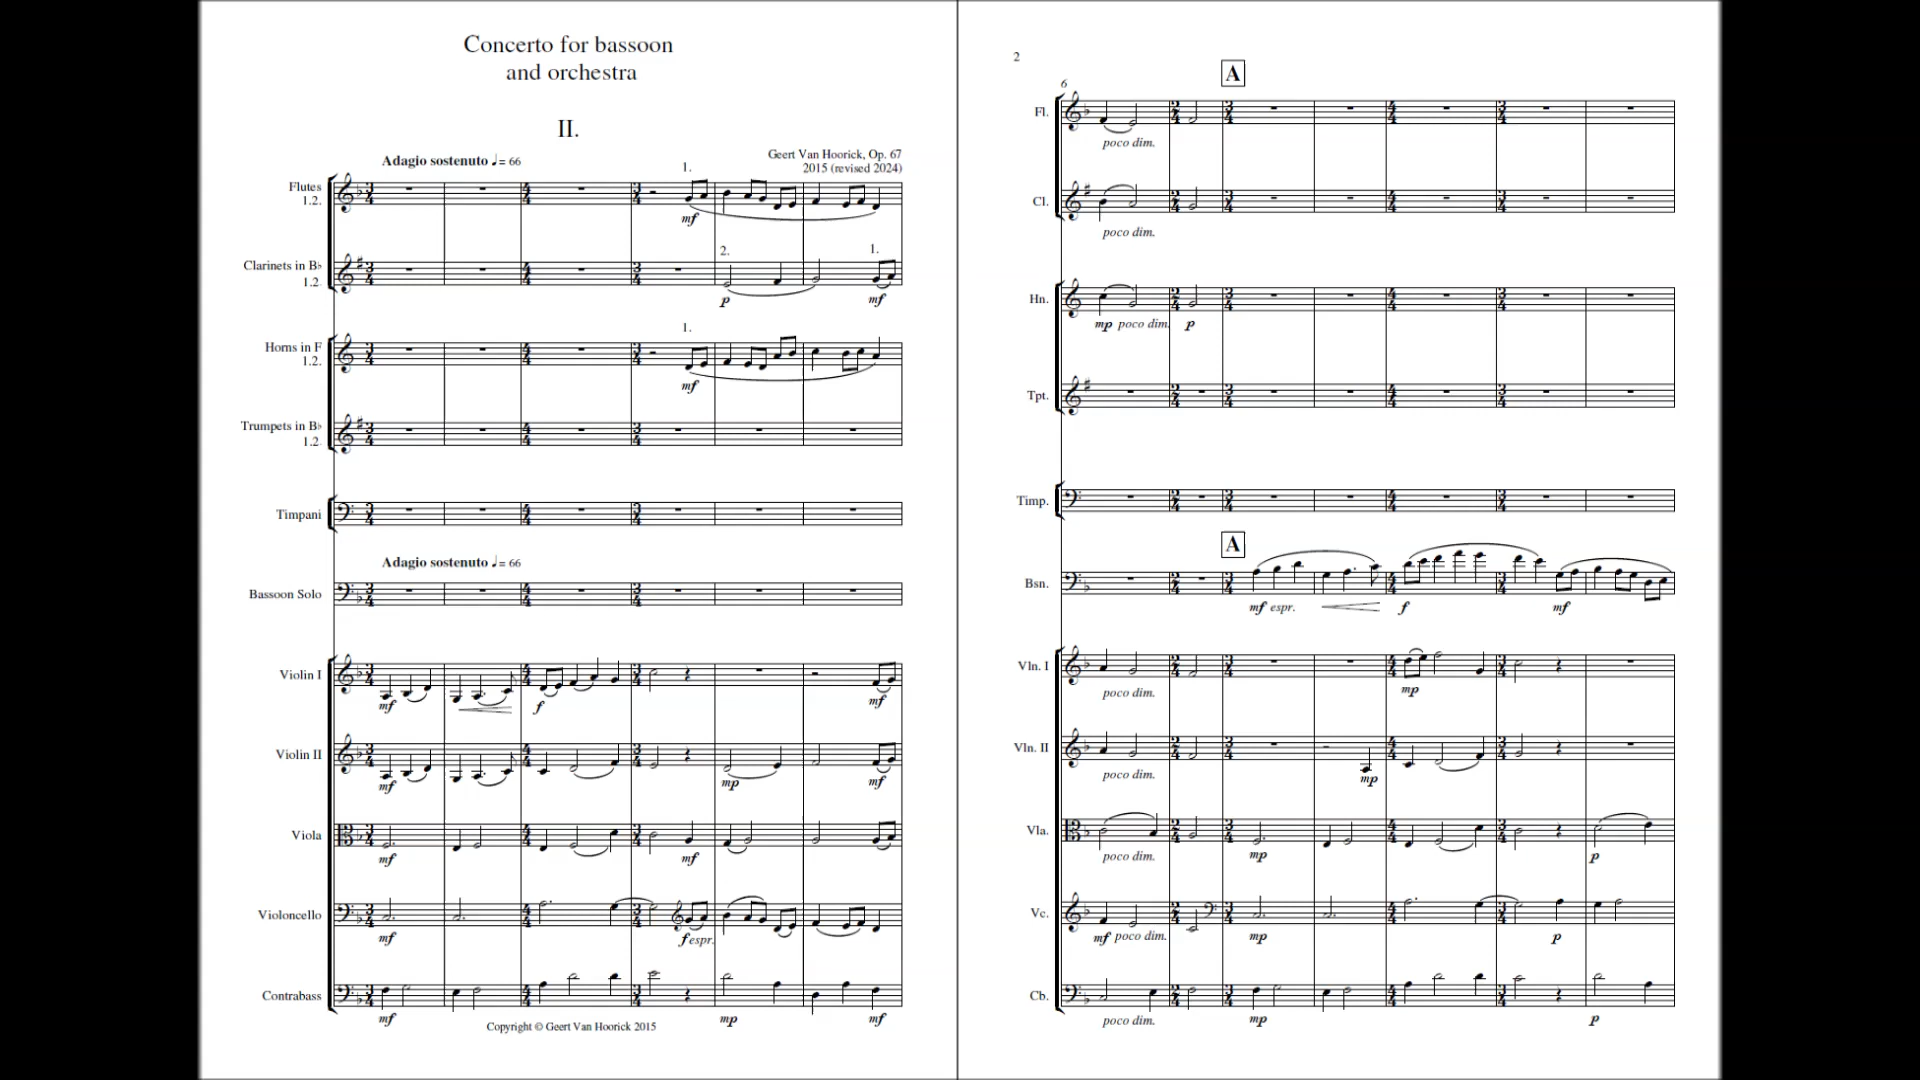 Concerto for bassoon
and orchestra
II.
Adagio sostenuto ♩= 66
Geert Van Hoorick, Op. 67
2015 (revised 2024)
Flutes
1.2.
1.
mf
Clarinets in B♭
1.2
2.
1.
p
mf
Horns in F
1.2.
1.
mf
Trumpets in B♭
1.2
Timpani
Adagio sostenuto ♩= 66
Bassoon Solo
Violin I
mf
f
mf
Violin II
mf
mp
mf
Viola
mf
mf
Violoncello
mf
f espr.
Contrabass
mf
mp
mf
Copyright © Geert Van Hoorick 2015
2
6
A
Fl.
poco dim.
Cl.
poco dim.
Hn.
mp poco dim. p
Tpt.
Timp.
A
Bsn.
mf espr.
f
mf
Vln. I
poco dim.
mp
Vln. II
poco dim.
mp
Vla.
poco dim.
mp
p
Vc.
mf poco dim.
mp
p
Cb.
poco dim.
mp
p